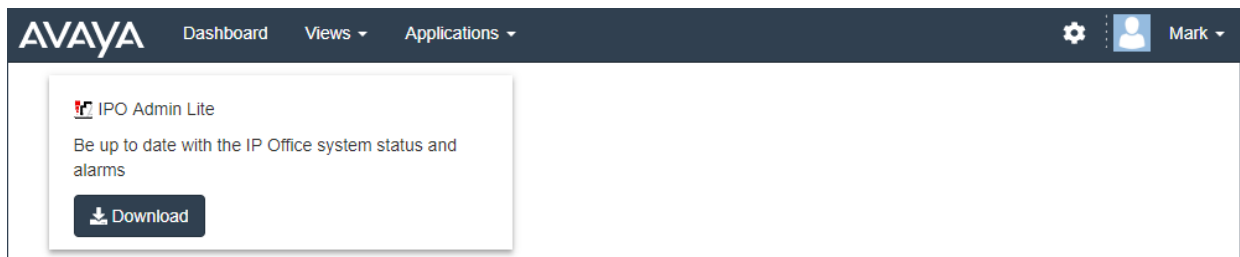 AVAYA Dashboard Views Applications Mark
IPO Admin Lite
Be up to date with the IP Office system status and
alarms
Download